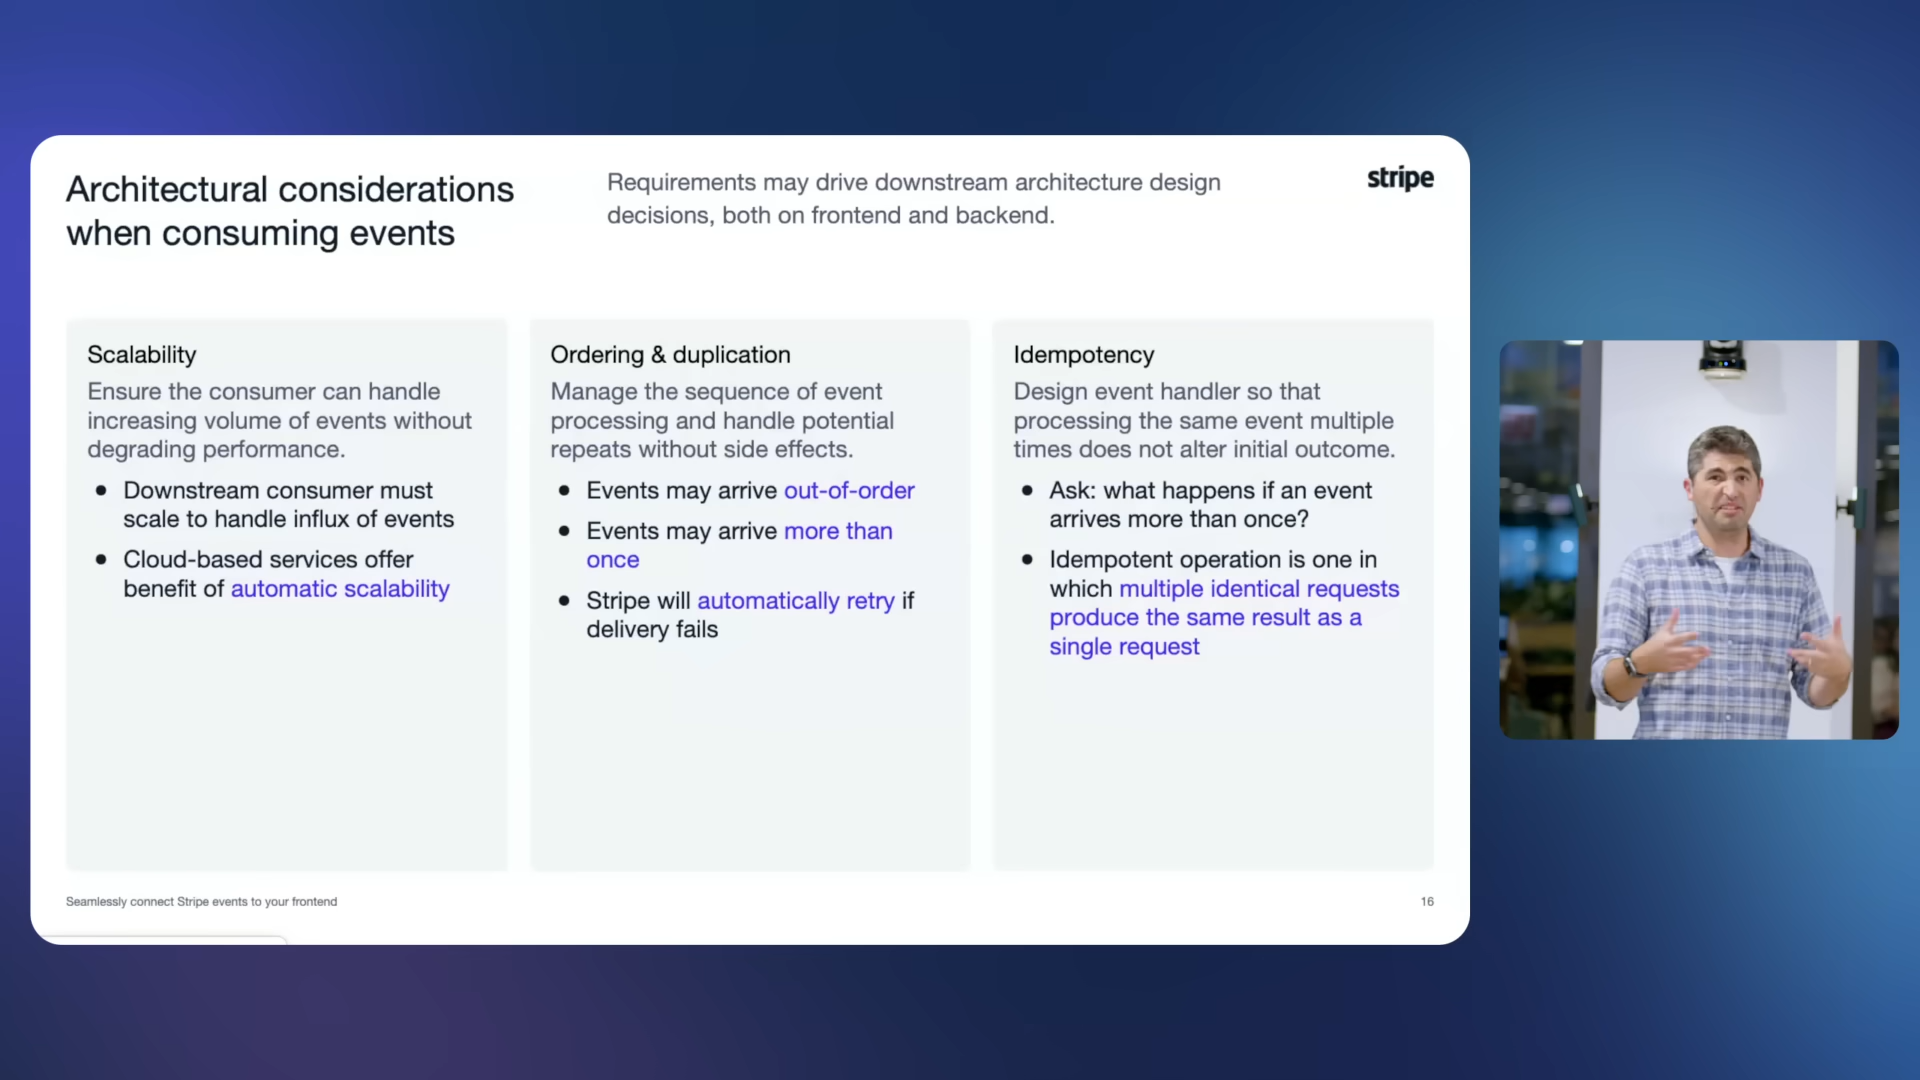 Architectural considerations
when consuming events
Requirements may drive downstream architecture design
decisions, both on frontend and backend.
stripe
Scalability
Ensure the consumer can handle
increasing volume of events without
degrading performance.
● Downstream consumer must
scale to handle influx of events
● Cloud-based services offer
benefit of automatic scalability
Ordering & duplication
Manage the sequence of event
processing and handle potential
repeats without side effects.
● Events may arrive out-of-order
● Events may arrive more than
once
● Stripe will automatically retry if
delivery fails
Idempotency
Design event handler so that
processing the same event multiple
times does not alter initial outcome.
● Ask: what happens if an event
arrives more than once?
● Idempotent operation is one in
which multiple identical requests
produce the same result as a
single request
Seamlessly connect Stripe events to your frontend
16